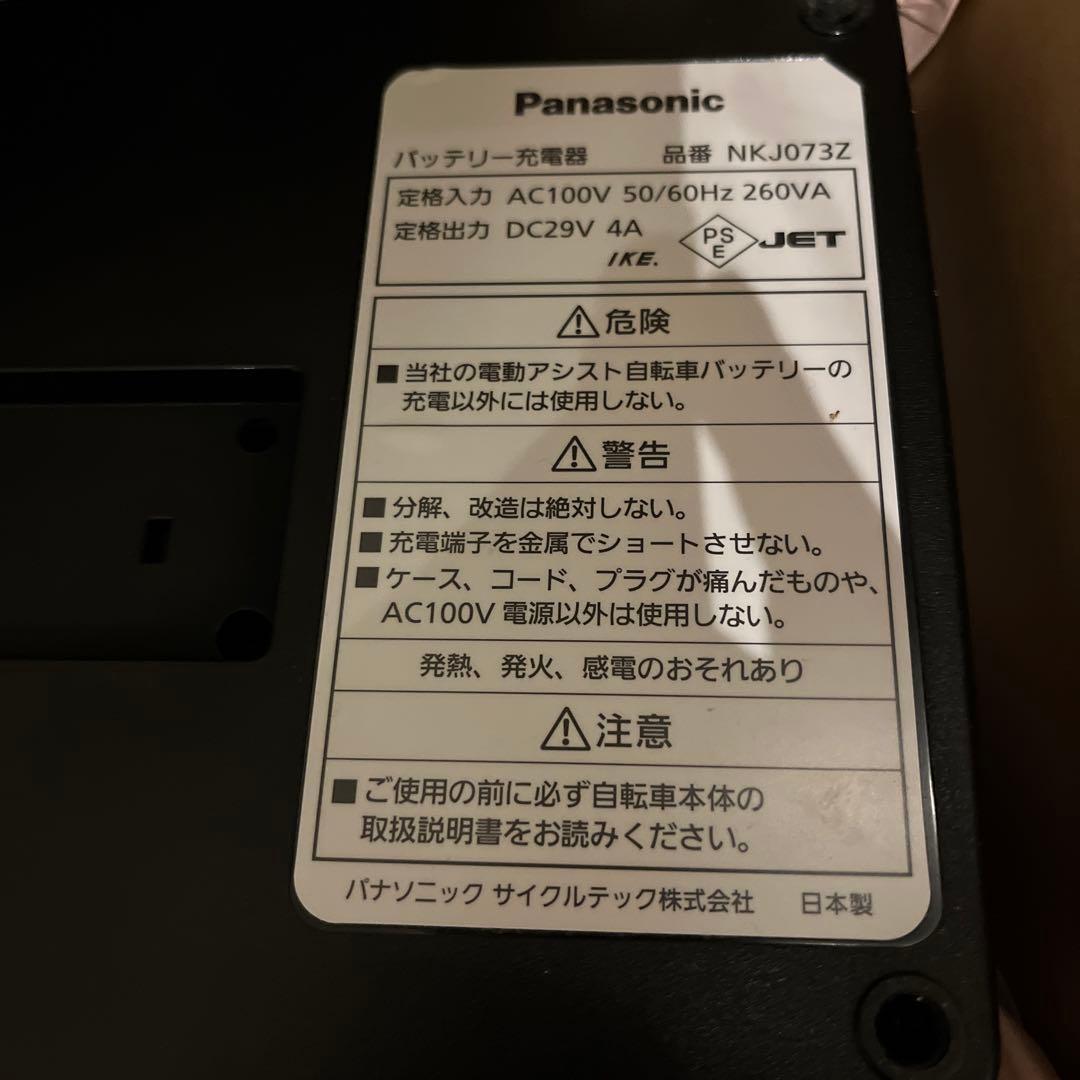 Panasonic
バッテリー充電器 品番 NKJ073Z
定格入力 AC100V 50/60Hz 260VA
定格出力 DC29V 4A
IKE. PSE JET
⚠危険
■当社の電動アシスト自転車バッテリーの
充電以外には使用しない。
⚠警告
■分解、改造は絶対しない。
■充電端子を金属でショートさせない。
■ケース、コード、プラグが痛んだものや、
AC100V 電源以外は使用しない。
発熱、発火、感電のおそれあり
⚠注意
■ご使用の前に必ず自転車本体の
取扱説明書をお読みください。
パナソニック サイクルテック株式会社 日本製